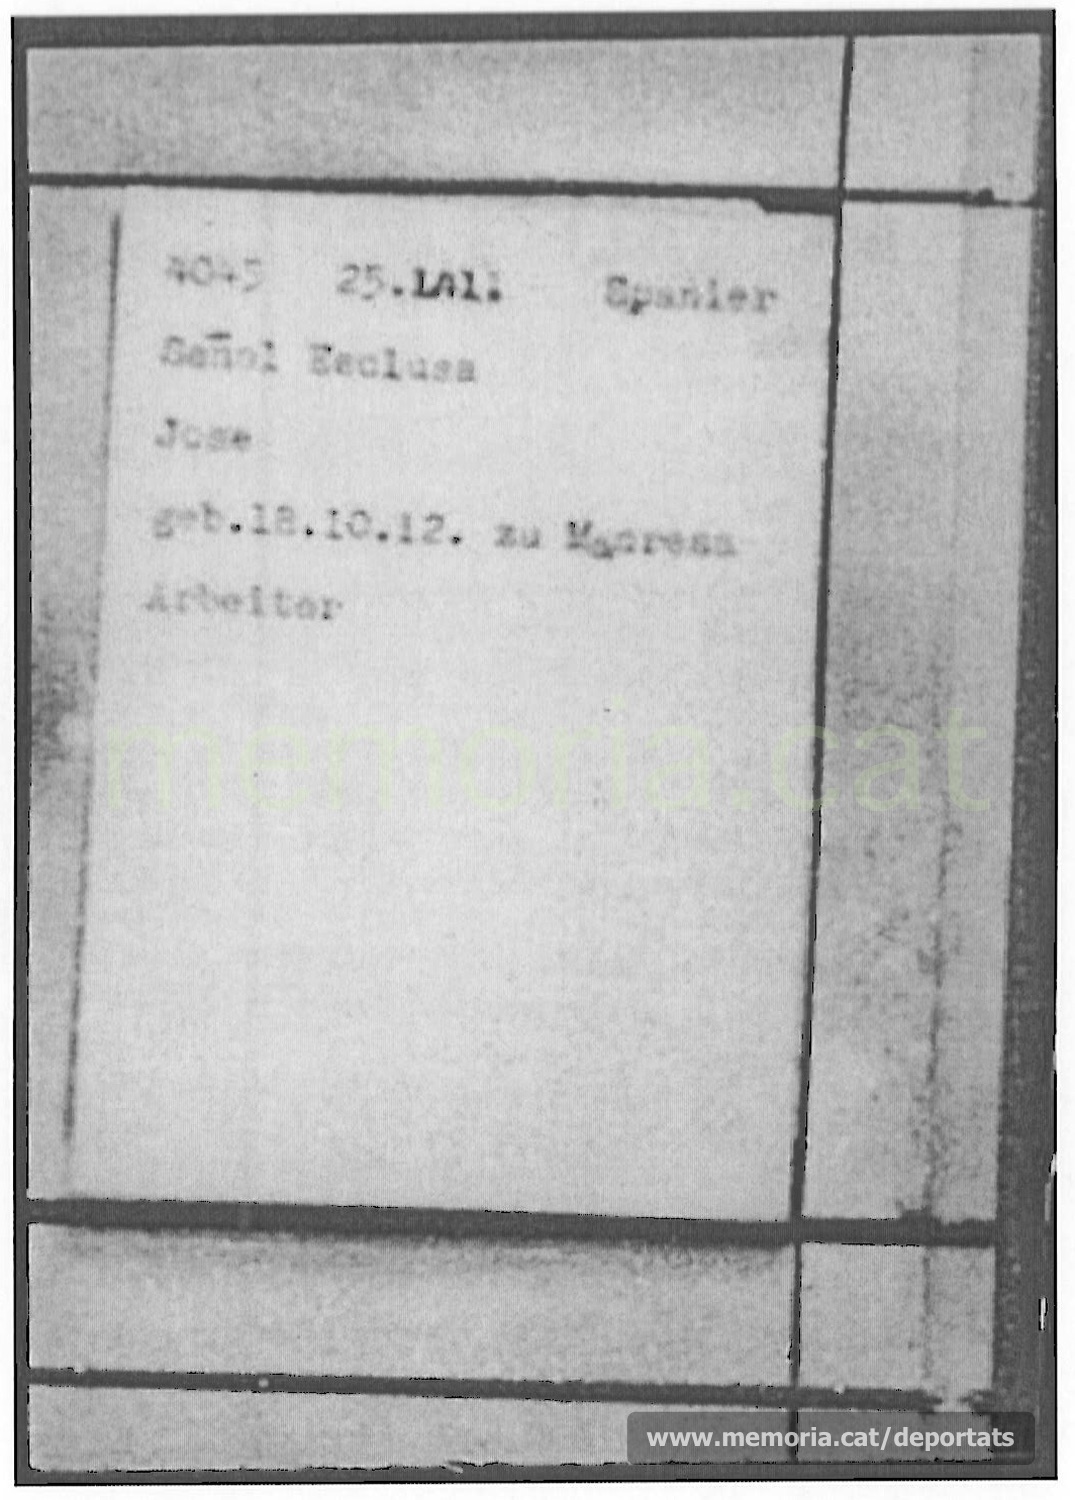 4045 25.1.41. Spanier
Señol Esclusa
Jose
geb.18.10.12. zu Manresa
Arbeiter
memoria.cat
www.memoria.cat/deportats